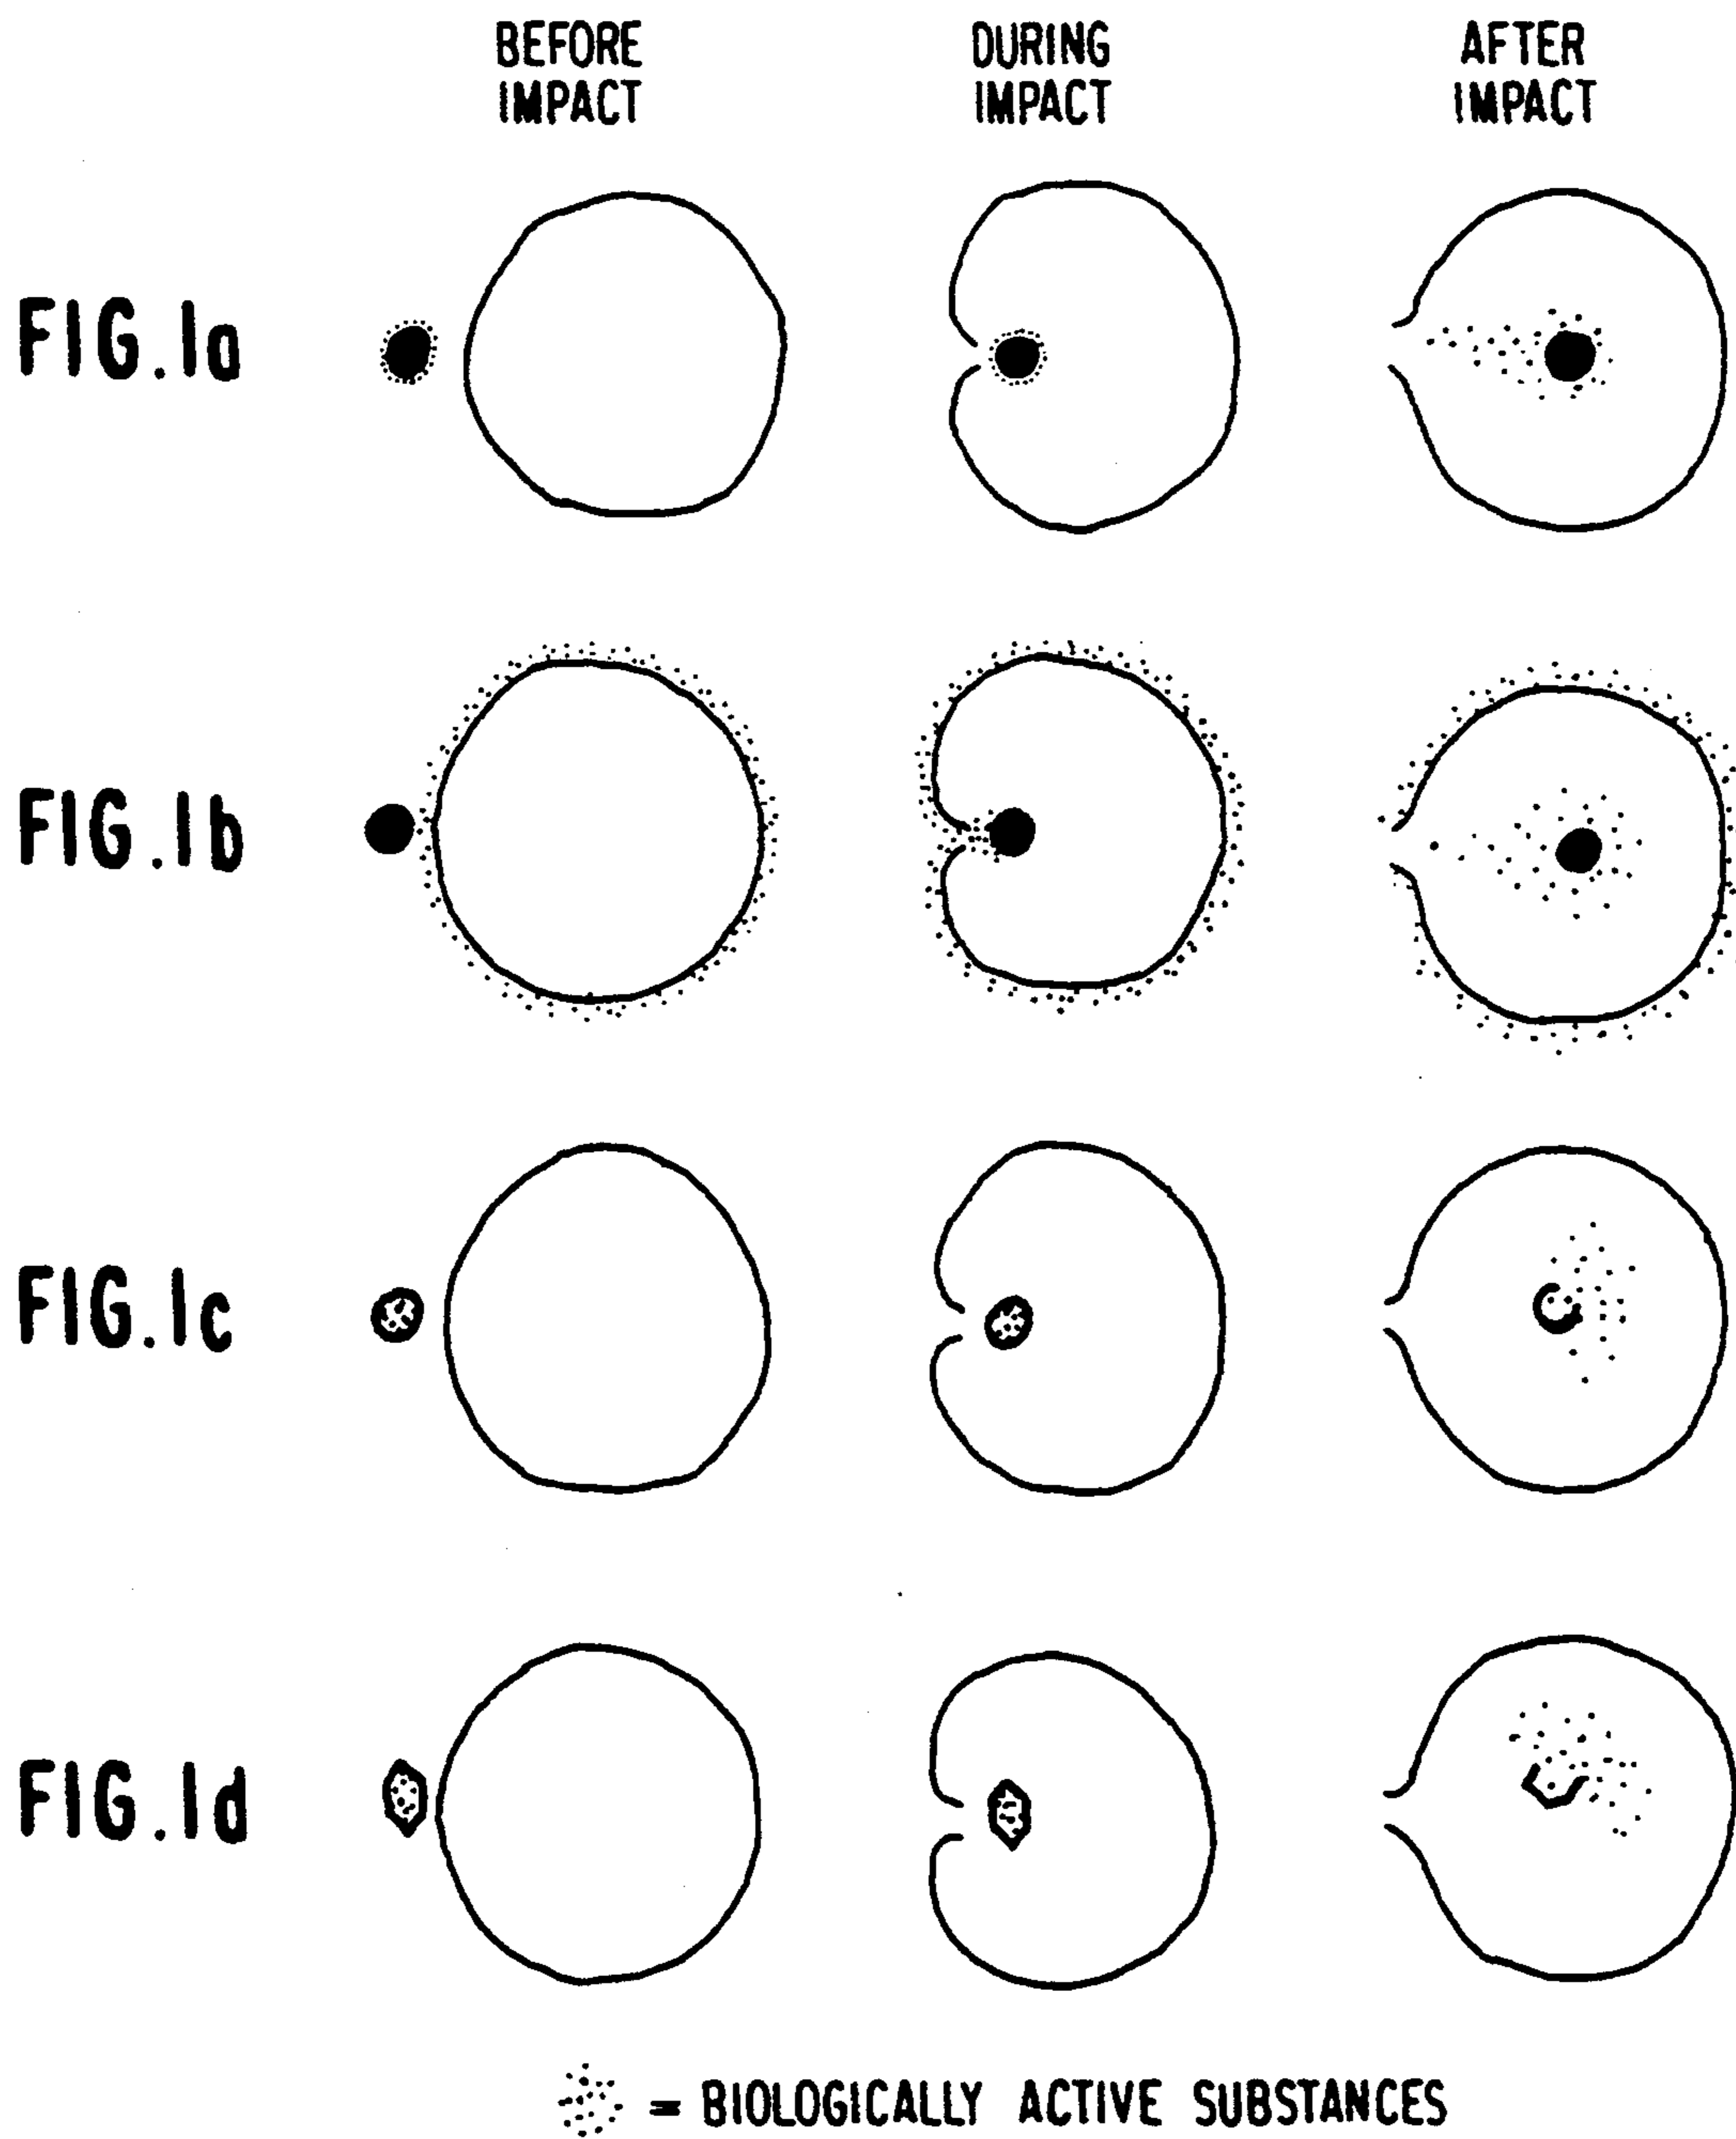 BEFORE IMPACT
DURING IMPACT
AFTER IMPACT
FIG.1a
FIG.1b
FIG.1c
FIG.1d
= BIOLOGICALLY ACTIVE SUBSTANCES